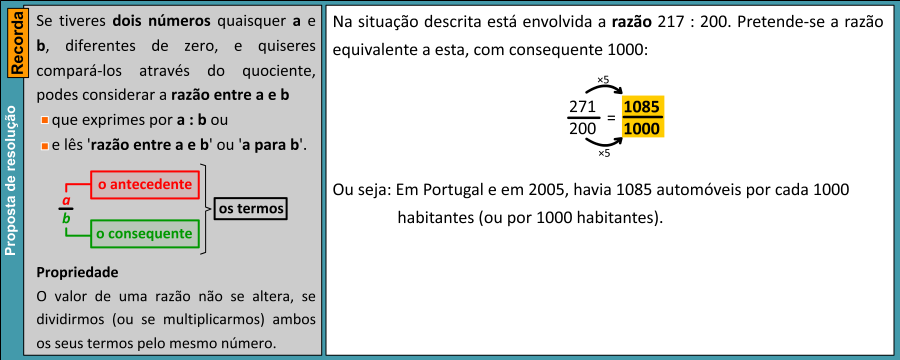 Proposta de resolução
Recorda
Se tiveres dois números quaisquer a e
b, diferentes de zero, e quiseres
compará-los através do quociente,
podes considerar a razão entre a e b
que exprimes por a : b ou
e lês 'razão entre a e b' ou 'a para b'.
a
b
o antecedente
o consequente
os termos
Propriedade
O valor de uma razão não se altera, se
dividirmos (ou se multiplicarmos) ambos
os seus termos pelo mesmo número.
Na situação descrita está envolvida a razão 217 : 200. Pretende-se a razão
equivalente a esta, com consequente 1000:
×5
271 = 1085
200 1000
×5
Ou seja: Em Portugal e em 2005, havia 1085 automóveis por cada 1000
habitantes (ou por 1000 habitantes).